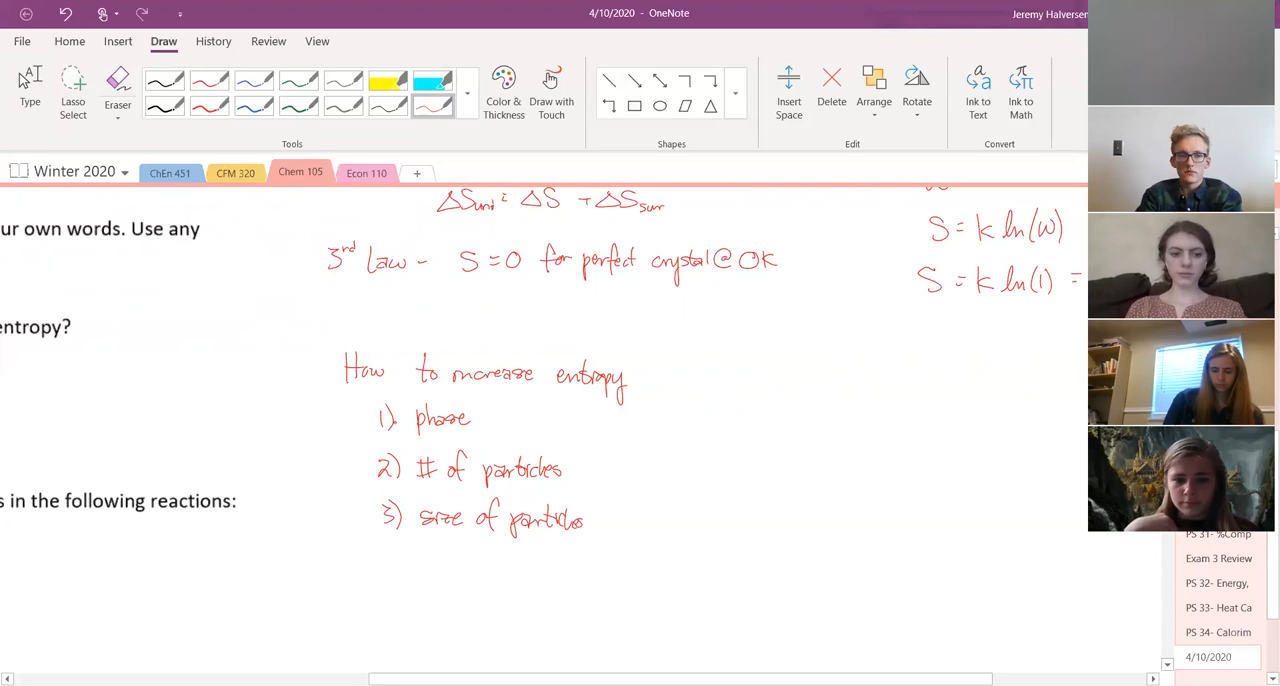 4/10/2020 - OneNote
Jeremy Halversen
File Home Insert Draw History Review View
Type
Lasso Select
Eraser
Color & Thickness
Draw with Touch
Insert Space
Delete
Arrange
Rotate
Ink to Text
Ink to Math
Tools
Shapes
Edit
Convert
Winter 2020
ChEn 451
CFM 320
Chem 105
Econ 110
ur own words. Use any
entropy?
s in the following reactions:
ΔSuni = ΔS + ΔSsurr
3rd Law - S = 0 for perfect crystal @ 0K
S = k ln(W)
S = k ln(1) =
How to increase entropy
1). phase
2) # of particles
3) size of particles
PS 31- %Comp
Exam 3 Review
PS 32- Energy,
PS 33- Heat Ca
PS 34- Calorim
4/10/2020